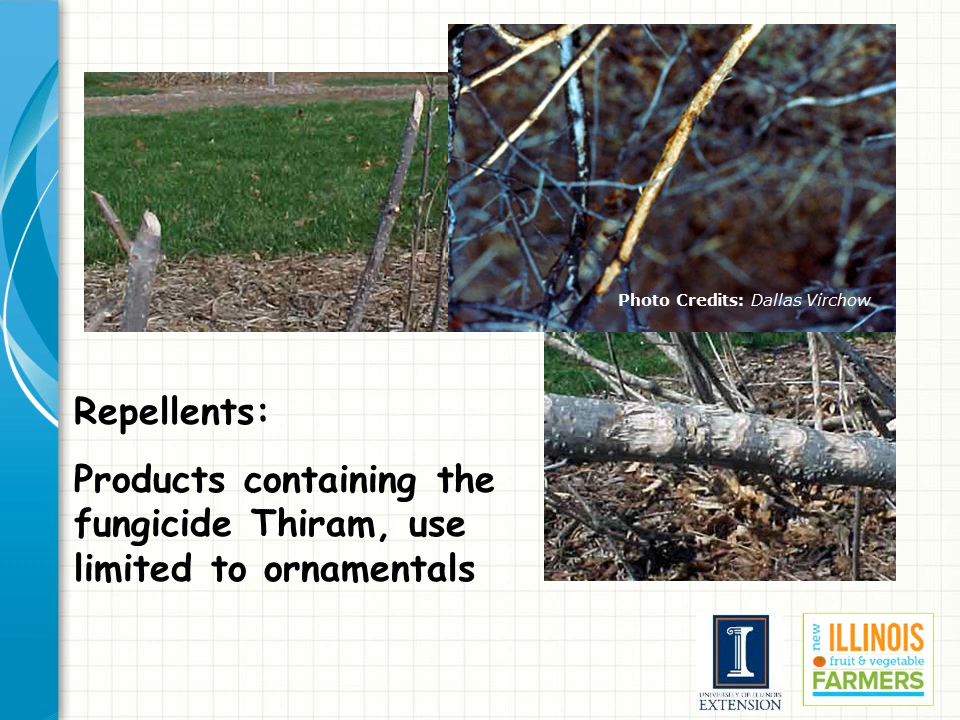 Photo Credits: Dallas Virchow
Repellents:
Products containing the
fungicide Thiram, use
limited to ornamentals
I
UNIVERSITY OF ILLINOIS
EXTENSION
new
ILLINOIS
fruit & vegetable
FARMERS